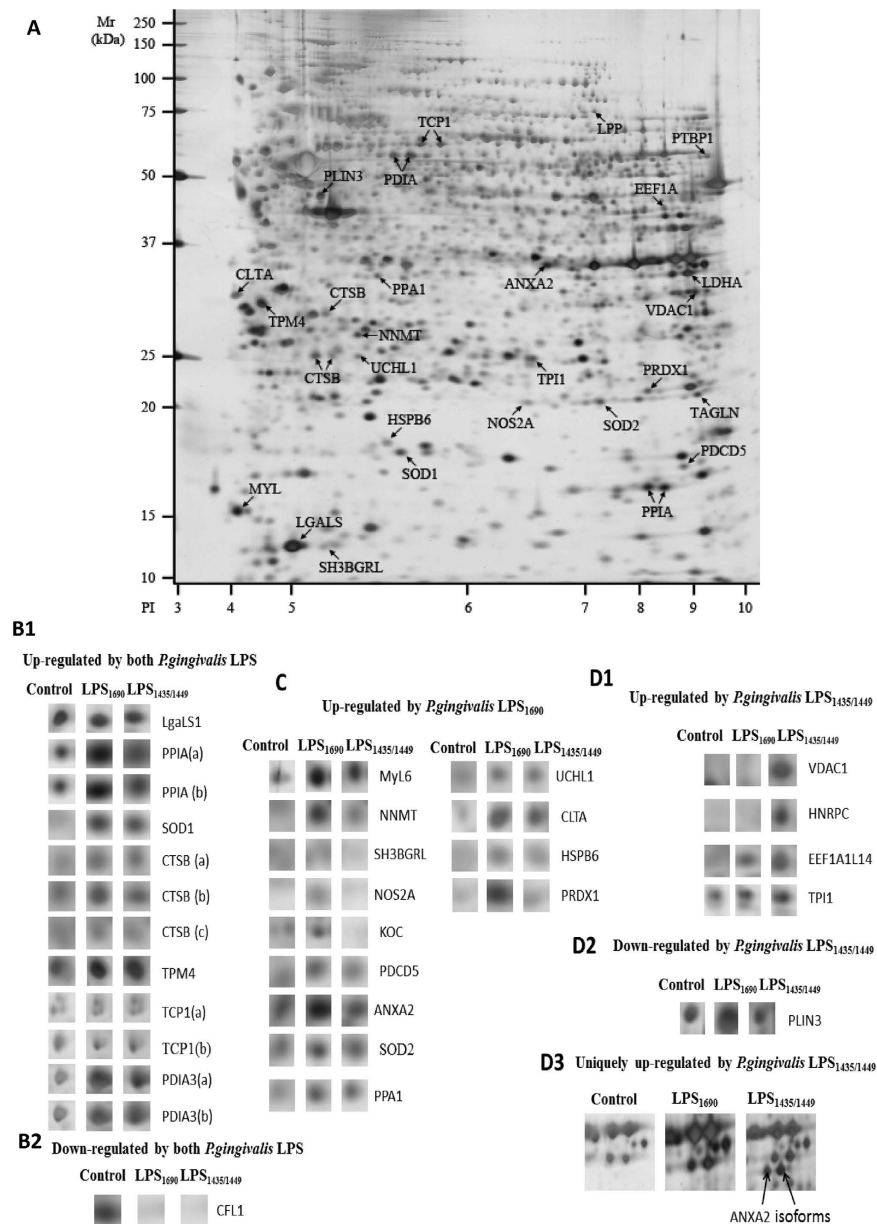 A
Mr
(kDa)
250
150
100
75
50
37
25
20
15
10
TCP1
LPP
PTBP1
PDIA
PLIN3
EEF1A
CLTA
CTSB
PPA1
ANXA2
LDHA
VDAC1
TPM4
NNMT
CTSB
UCHL1
TPI1
PRDX1
NOS2A
SOD2
TAGLN
HSPB6
SOD1
PDCD5
MYL
PPIA
LGALS
SH3BGRL
PI 3 4 5 6 7 8 9 10
B1
Up-regulated by both P.gingivalis LPS
Control LPS1690 LPS1435/1449
LgaLS1
PPIA(a)
PPIA (b)
SOD1
CTSB (a)
CTSB (b)
CTSB (c)
TPM4
TCP1(a)
TCP1(b)
PDIA3(a)
PDIA3(b)
B2
Down-regulated by both P.gingivalis LPS
Control LPS1690 LPS1435/1449
CFL1
C
Up-regulated by P.gingivalis LPS1690
Control LPS1690 LPS1435/1449
MyL6
NNMT
SH3BGRL
NOS2A
KOC
PDCD5
ANXA2
SOD2
PPA1
Control LPS1690 LPS1435/1449
UCHL1
CLTA
HSPB6
PRDX1
D1
Up-regulated by P.gingivalis LPS1435/1449
Control LPS1690 LPS1435/1449
VDAC1
HNRPC
EEF1A1L14
TPI1
D2 Down-regulated by P.gingivalis LPS1435/1449
Control LPS1690 LPS1435/1449
PLIN3
D3 Uniquely up-regulated by P.gingivalis LPS1435/1449
Control LPS1690 LPS1435/1449
ANXA2 isoforms